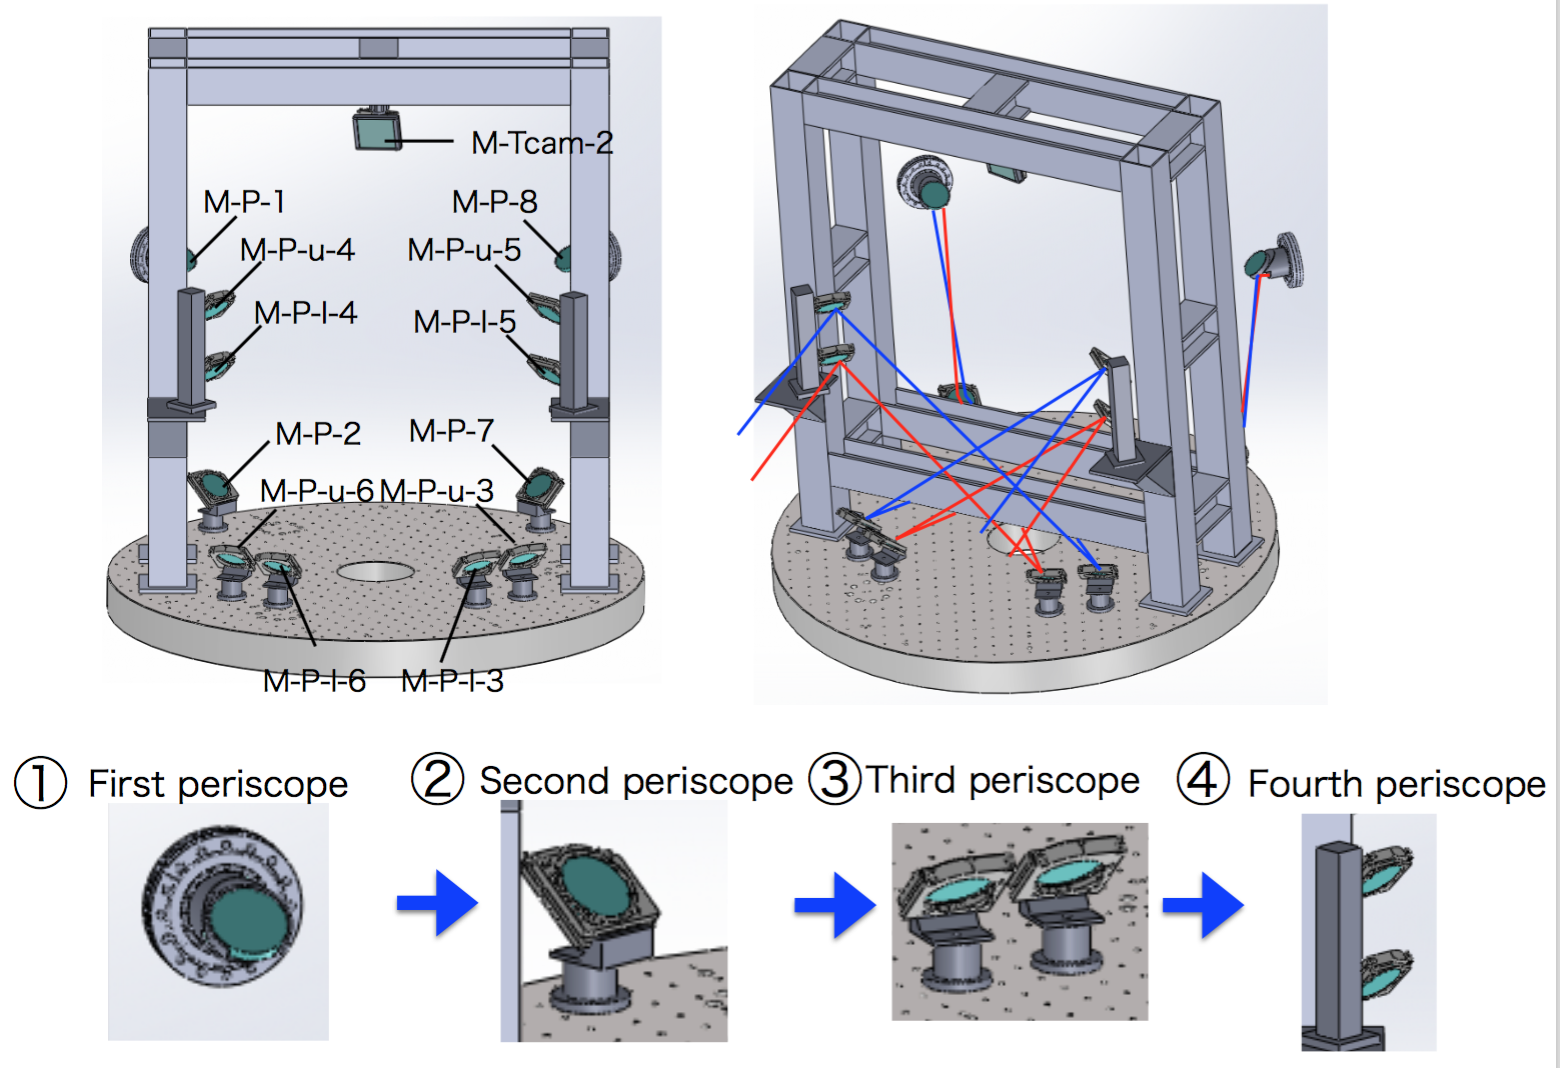 M-Tcam-2
M-P-1
M-P-8
M-P-u-4
M-P-u-5
M-P-l-4
M-P-l-5
M-P-2
M-P-7
M-P-u-6
M-P-u-3
M-P-l-6
M-P-l-3
① First periscope
② Second periscope
③ Third periscope
④ Fourth periscope